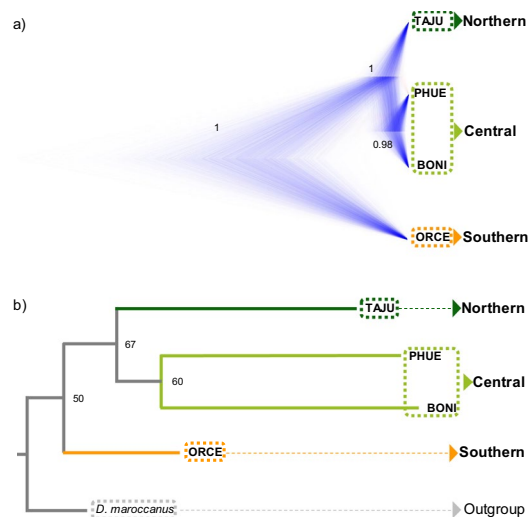 a)
TAJU Northern
1
PHUE
1
Central
0.98
BONI
ORCE Southern
b)
TAJU Northern
67
PHUE
60
Central
50
BONI
ORCE Southern
D. maroccanus Outgroup